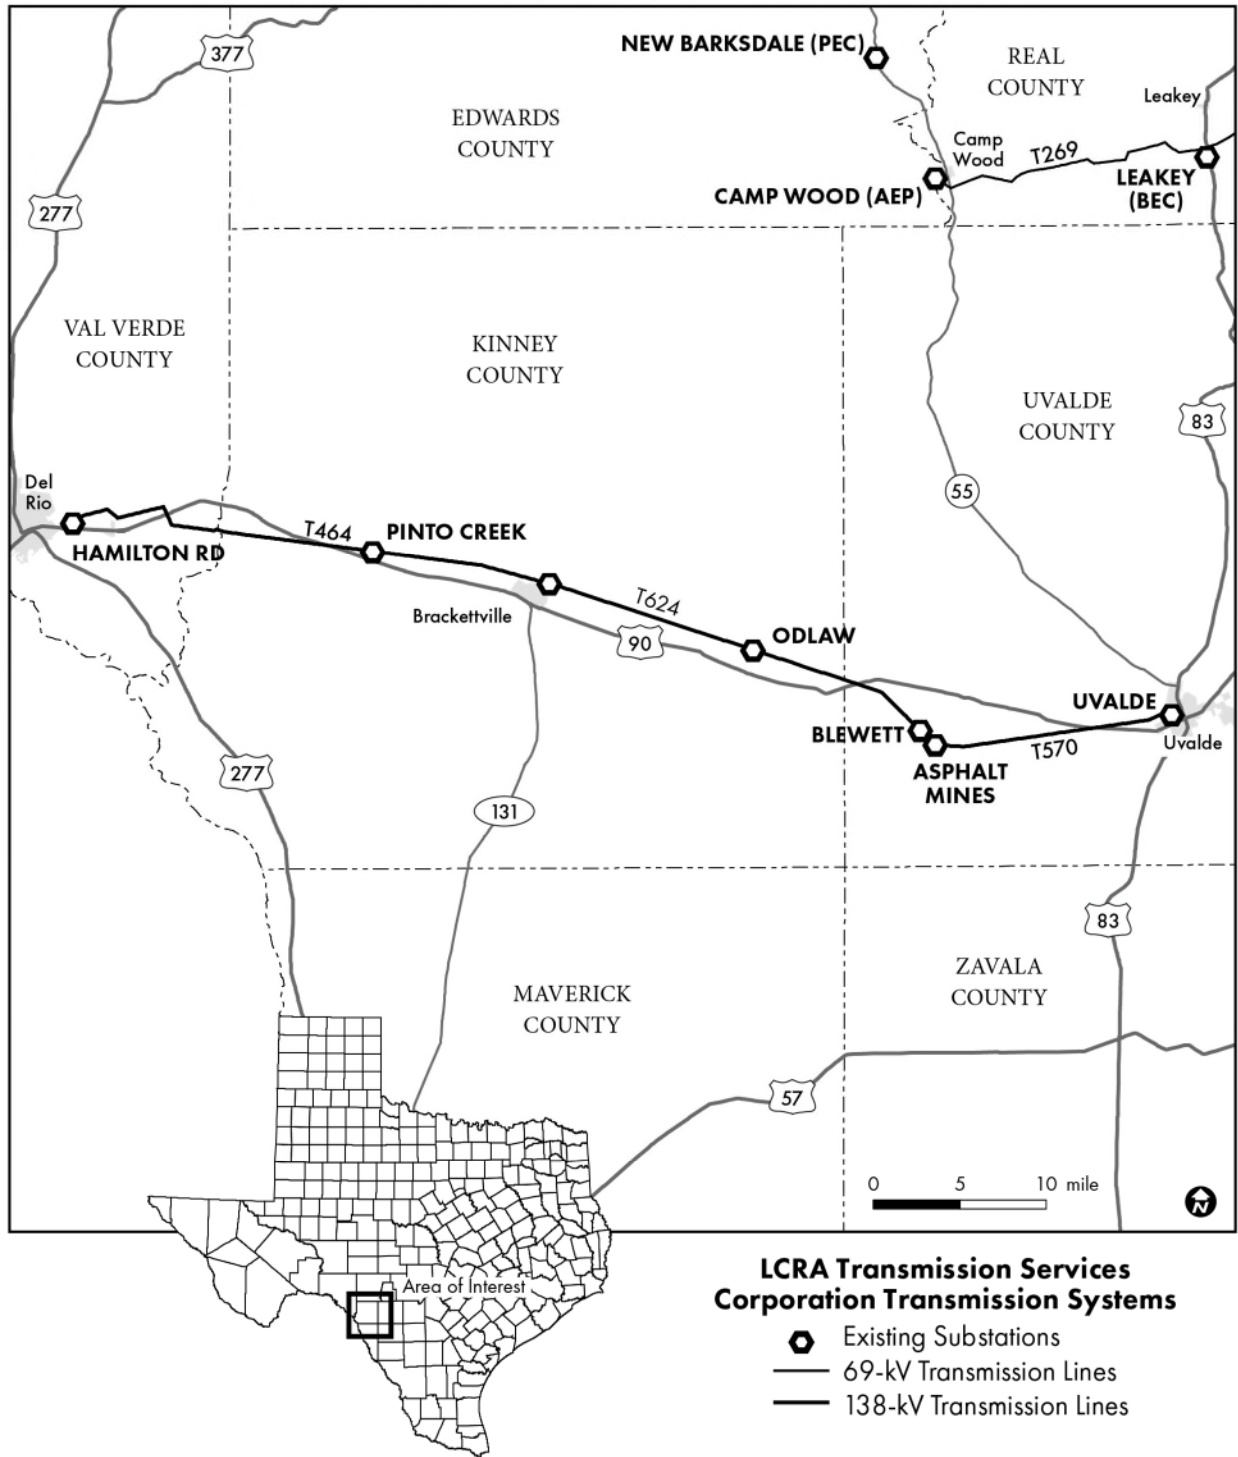 NEW BARKSDALE (PEC)
377
REAL
COUNTY
Leakey
EDWARDS
COUNTY
Camp
Wood
T269
LEAKEY
(BEC)
CAMP WOOD (AEP)
277
VAL VERDE
COUNTY
KINNEY
COUNTY
UVALDE
COUNTY
83
55
Del
Rio
HAMILTON RD
T464
PINTO CREEK
Brackettville
T624
90
ODLAW
UVALDE
Uvalde
BLEWETT
T570
ASPHALT
MINES
277
131
83
ZAVALA
COUNTY
MAVERICK
COUNTY
57
0 5 10 mile
N
Area of Interest
LCRA Transmission Services
Corporation Transmission Systems
Existing Substations
69-kV Transmission Lines
138-kV Transmission Lines